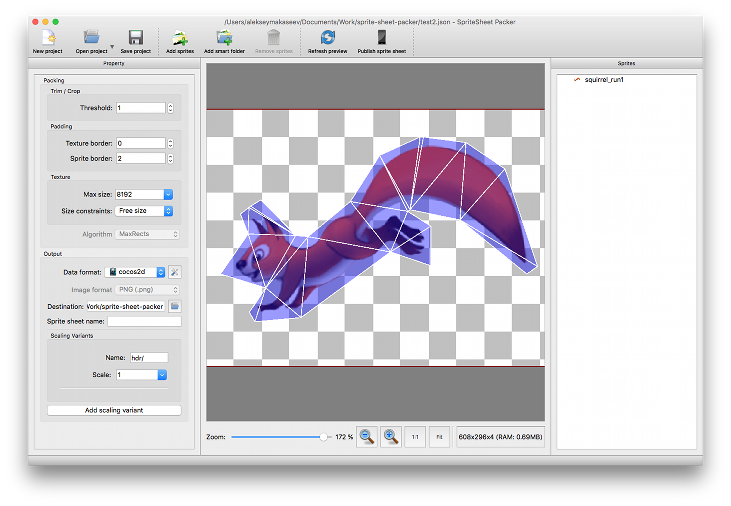 /Users/alekseymakaseev/Documents/Work/sprite-sheet-packer/test2.json - SpriteSheet Packer
New project Open project Save project Add sprites Add smart folder Remove sprites Refresh preview Publish sprite sheet
Property
Sprites
Packing
Trim / Crop
Threshold: 1
Padding
Texture border: 0
Sprite border: 2
Texture
Max size: 8192
Size constraints: Free size
Algorithm MaxRects
Output
Data format: cocos2d
Image format PNG (.png)
Destination: Work/sprite-sheet-packer
Sprite sheet name:
Scaling Variants
Name: hdr/
Scale: 1
Add scaling variant
Zoom: 172 % 1:1 Fit 608x296x4 (RAM: 0.69MB)
squirrel_run1